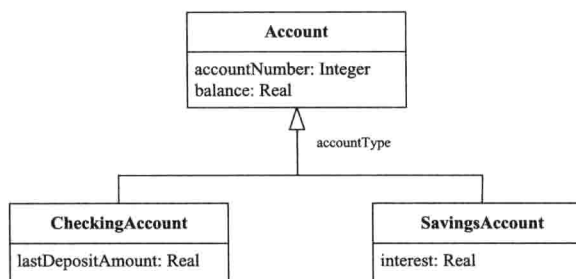 Account
accountNumber: Integer
balance: Real
accountType
CheckingAccount
lastDepositAmount: Real
SavingsAccount
interest: Real